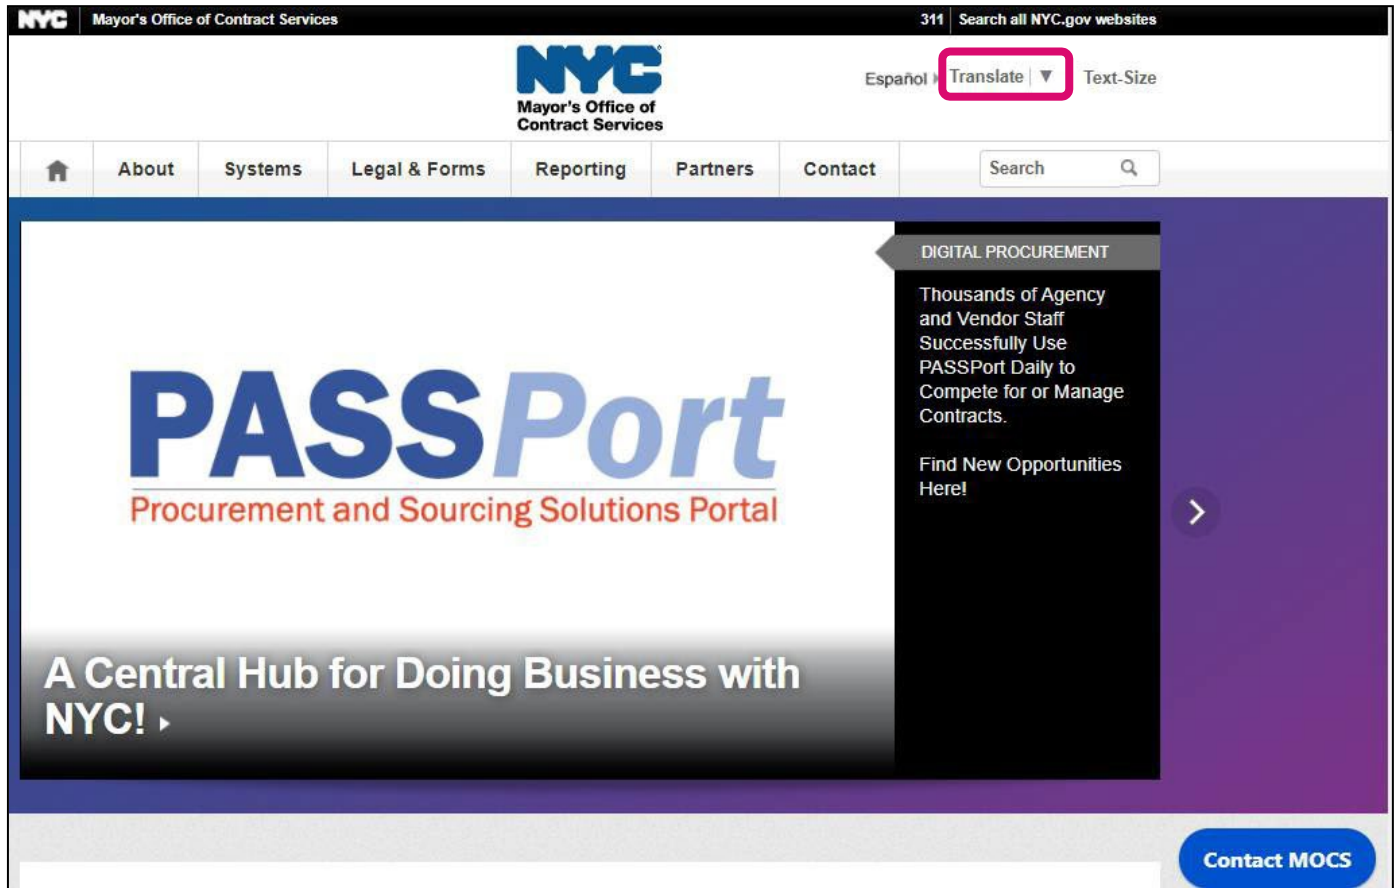 NYC Mayor's Office of Contract Services 311 Search all NYC.gov websites
NYC
Mayor's Office of
Contract Services
Español Translate ▼ Text-Size
About Systems Legal & Forms Reporting Partners Contact Search
DIGITAL PROCUREMENT
Thousands of Agency
and Vendor Staff
Successfully Use
PASSPort Daily to
Compete for or Manage
Contracts.
Find New Opportunities
Here!
PASSPort
Procurement and Sourcing Solutions Portal
A Central Hub for Doing Business with
NYC!
Contact MOCS